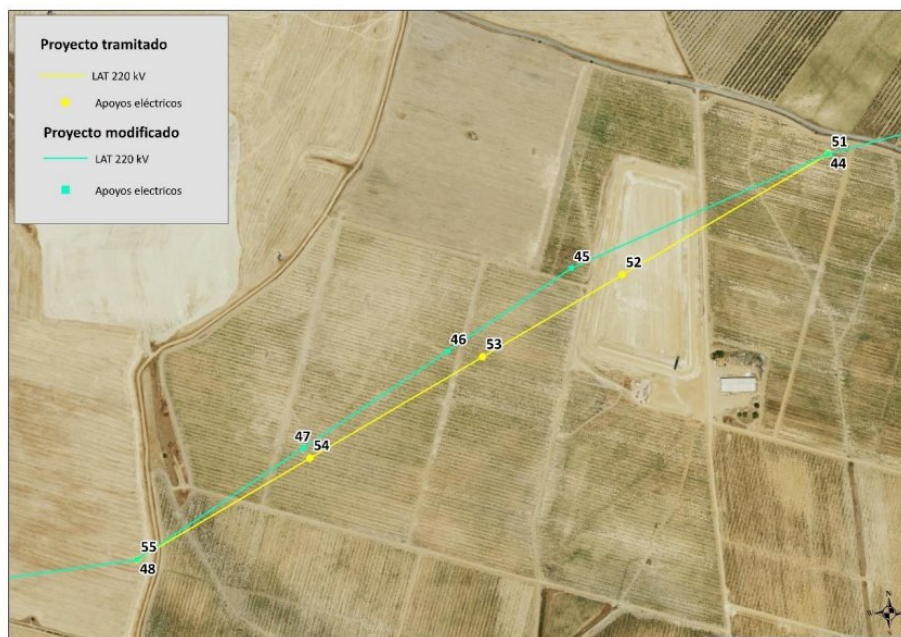 Proyecto tramitado
LAT 220 kV
Apoyos eléctricos
Proyecto modificado
LAT 220 kV
Apoyos electricos
51
44
45
52
46
53
47
54
55
48
N
W